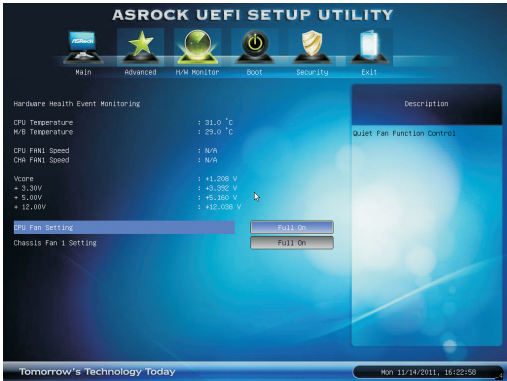 ASROCK UEFI SETUP UTILITY
ASRock
Main Advanced H/W Monitor Boot Security Exit
Hardware Health Event Monitoring
Description
CPU Temperature : 31.0 °C
M/B Temperature : 29.0 °C
Quiet Fan Function Control
CPU FAN1 Speed : N/A
CHA FAN1 Speed : N/A
Vcore : +1.208 V
+ 3.30V : +3.392 V
+ 5.00V : +5.160 V
+ 12.00V : +12.038 V
CPU Fan Setting Full On
Chassis Fan 1 Setting Full On
Tomorrow's Technology Today
Mon 11/14/2011, 16:22:58